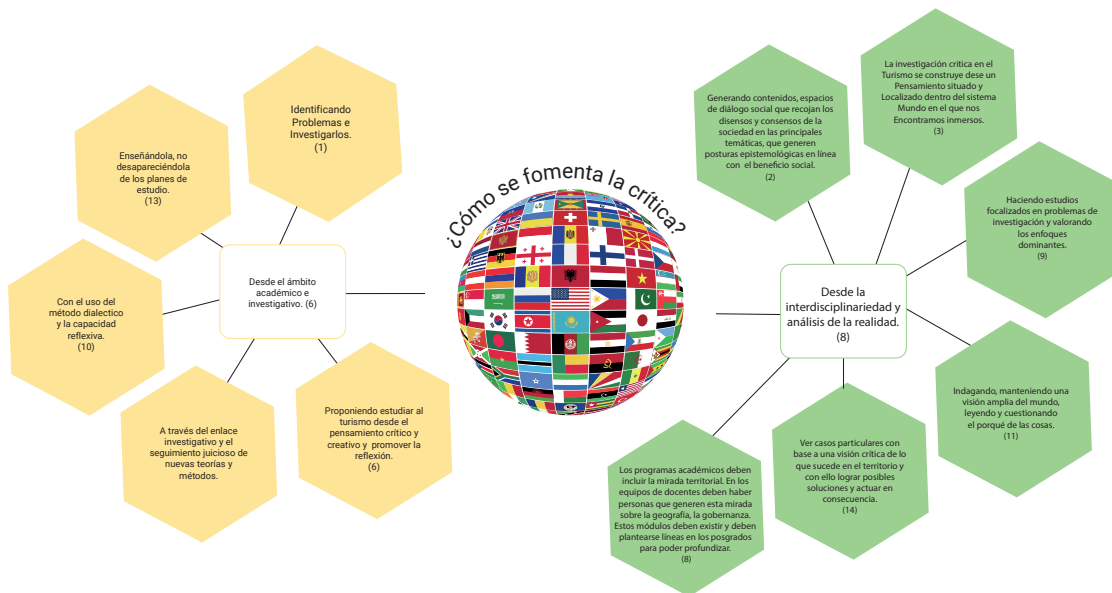 ¿Cómo se fomenta la crítica?
Identificando
Problemas e
Investigarlos.
(1)
Enseñándola, no
desapareciéndola
de los planes de
estudio.
(13)
Desde el ámbito
académico e
investigativo. (6)
Con el uso del
método dialectico
y la capacidad
reflexiva.
(10)
A través del enlace
investigativo y el
seguimiento juicioso de
nuevas teorías y
métodos.
Proponiendo estudiar al
turismo desde el
pensamiento crítico y
creativo y promover la
reflexión.
(6)
Generando contenidos, espacios
de diálogo social que recojan los
disensos y consensos de la
sociedad en las principales
temáticas, que generen
posturas epistemológicas en línea
con el beneficio social.
(2)
La investigación critica en el
Turismo se construye dese un
Pensamiento situado y
Localizado dentro del sistema
Mundo en el que nos
Encontramos inmersos.
(3)
Haciendo estudios
focalizados en problemas de
investigación y valorando
los enfoques
dominantes.
(9)
Desde la
interdisciplinariedad y
análisis de la realidad.
(8)
Indagando, manteniendo una
visión amplia del mundo,
leyendo y cuestionando
el porqué de las cosas.
(11)
Ver casos particulares con
base a una visión crítica de lo
que sucede en el territorio y
con ello lograr posibles
soluciones y actuar en
consecuencia.
(14)
Los programas académicos deben
incluir la mirada territorial. En los
equipos de docentes deben haber
personas que generen esta mirada
sobre la geografía, la gobernanza.
Estos módulos deben existir y deben
plantearse líneas en los posgrados
para poder profundizar.
(8)